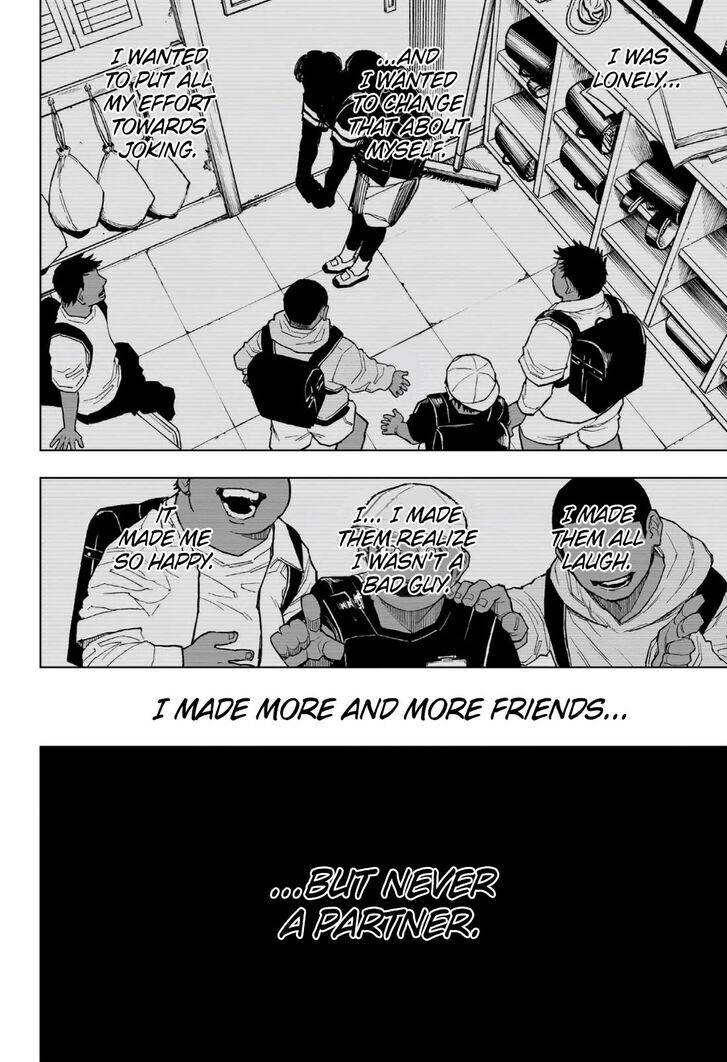 I WAS
LONELY...
...AND
I WANTED
TO CHANGE
THAT ABOUT
MYSELF.
I WANTED
TO PUT ALL
MY EFFORT
TOWARDS
JOKING.
I MADE
THEM ALL
LAUGH.
I... I MADE
THEM REALIZE
I WASN'T A
BAD GUY.
IT
MADE ME
SO HAPPY.
I MADE MORE AND MORE FRIENDS...
...BUT NEVER
A PARTNER.